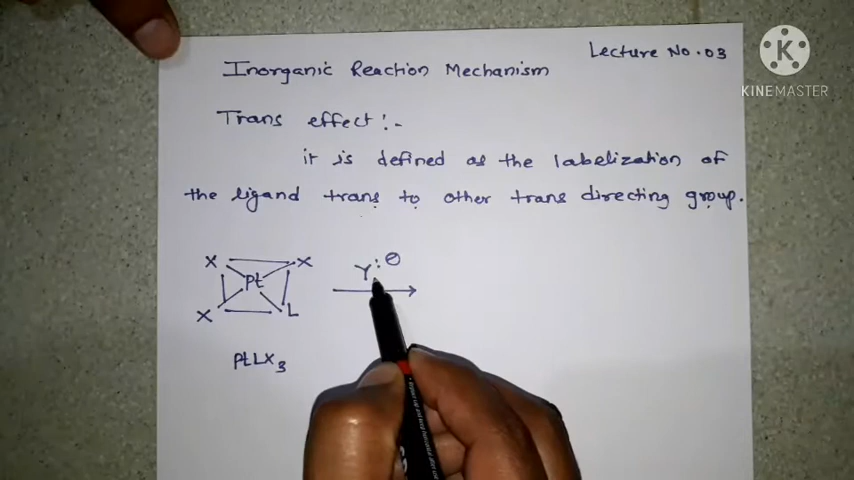 Lecture No. 03
Inorganic Reaction Mechanism
K
KINEMASTER
Trans effect :-
it is defined as the labelization of
the ligand trans to other trans directing group.
X X
Pt
X L
Y:⊖
PtLX3